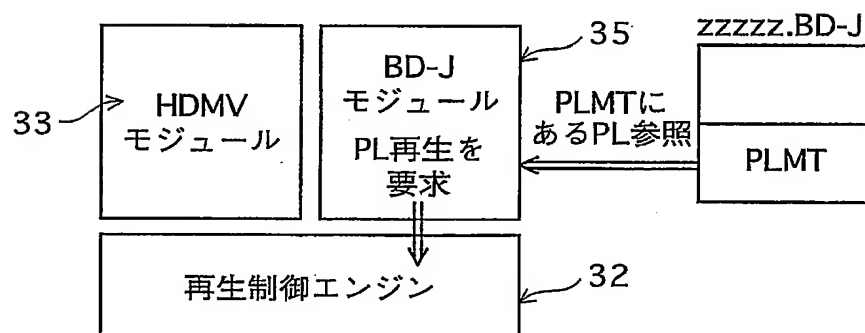 zzzzz.BD-J
35
BD-J
モジュール
PL再生を
要求
33
HDMV
モジュール
PLMTに
あるPL参照
PLMT
再生制御エンジン
32